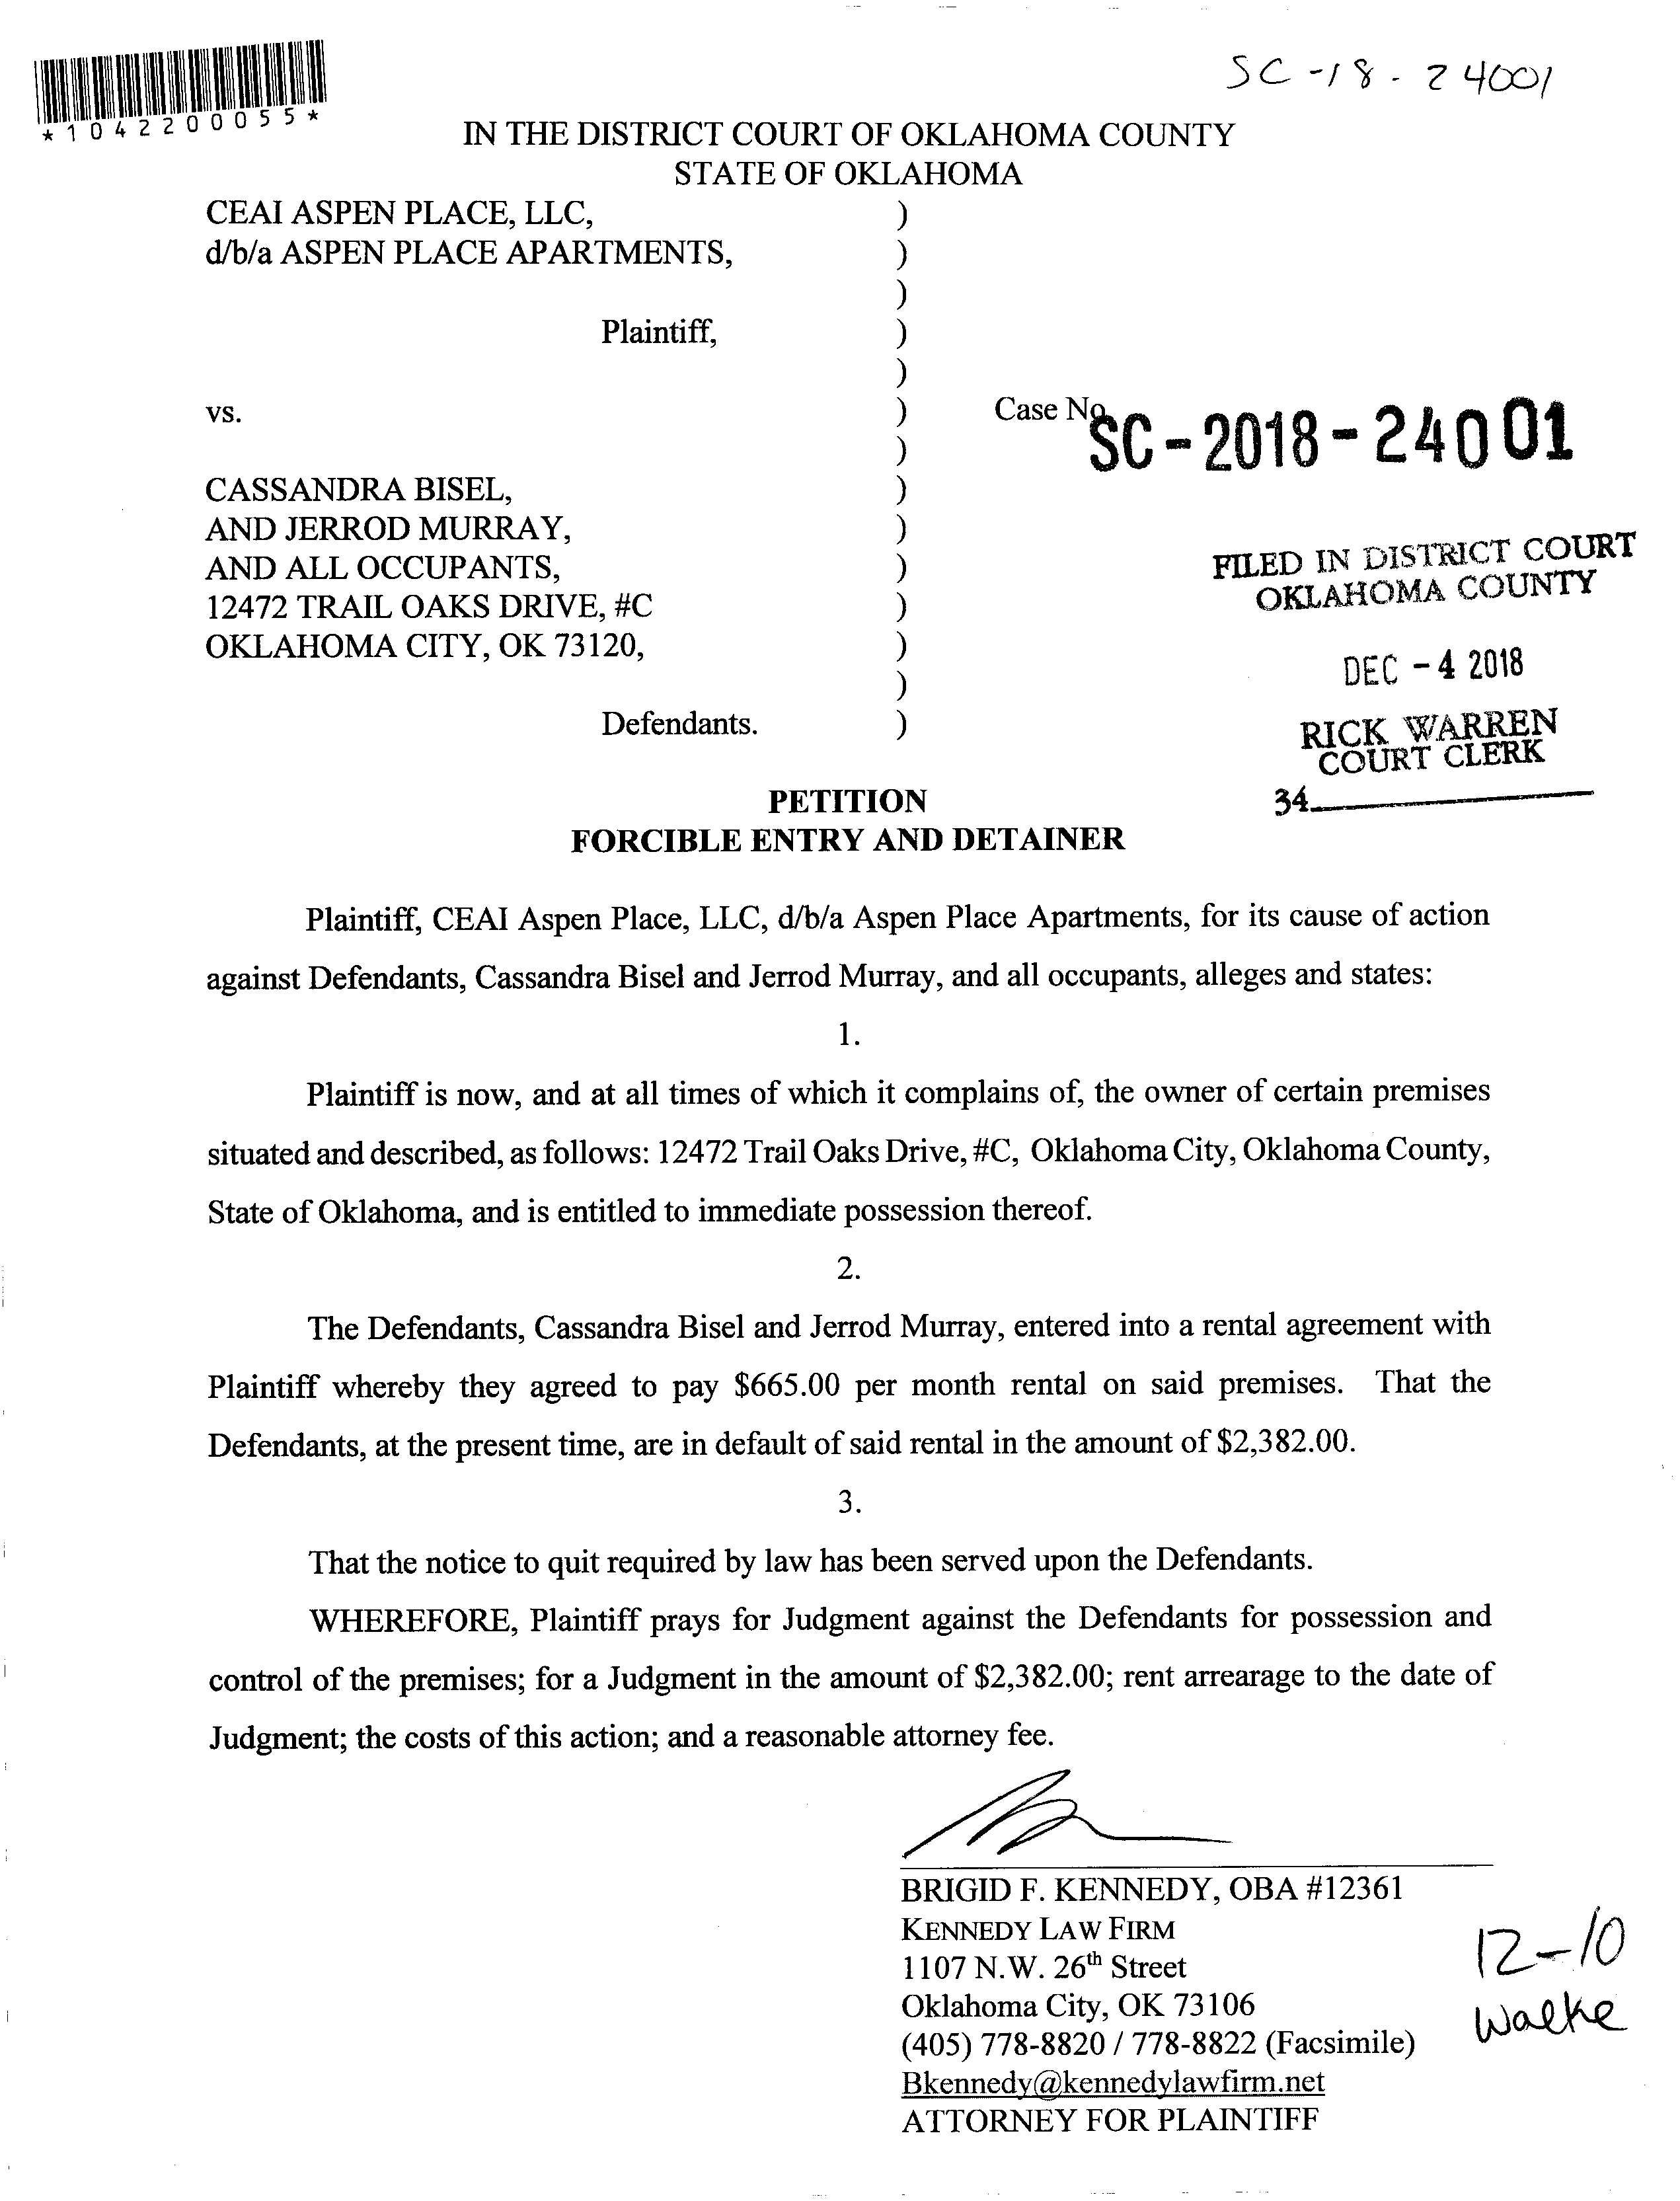 SC-18-24001
*1042200055*
IN THE DISTRICT COURT OF OKLAHOMA COUNTY
STATE OF OKLAHOMA
CEAI ASPEN PLACE, LLC, )
d/b/a ASPEN PLACE APARTMENTS, )
)
Plaintiff, )
)
vs. ) Case No. SC-2018-24001
)
CASSANDRA BISEL, )
AND JERROD MURRAY, )
AND ALL OCCUPANTS, )
12472 TRAIL OAKS DRIVE, #C )
OKLAHOMA CITY, OK 73120, )
)
Defendants. )
FILED IN DISTRICT COURT
OKLAHOMA COUNTY
DEC -4 2018
RICK WARREN
COURT CLERK
34
PETITION
FORCIBLE ENTRY AND DETAINER
Plaintiff, CEAI Aspen Place, LLC, d/b/a Aspen Place Apartments, for its cause of action
against Defendants, Cassandra Bisel and Jerrod Murray, and all occupants, alleges and states:
1.
Plaintiff is now, and at all times of which it complains of, the owner of certain premises
situated and described, as follows: 12472 Trail Oaks Drive, #C, Oklahoma City, Oklahoma County,
State of Oklahoma, and is entitled to immediate possession thereof.
2.
The Defendants, Cassandra Bisel and Jerrod Murray, entered into a rental agreement with
Plaintiff whereby they agreed to pay $665.00 per month rental on said premises. That the
Defendants, at the present time, are in default of said rental in the amount of $2,382.00.
3.
That the notice to quit required by law has been served upon the Defendants.
WHEREFORE, Plaintiff prays for Judgment against the Defendants for possession and
control of the premises; for a Judgment in the amount of $2,382.00; rent arrearage to the date of
Judgment; the costs of this action; and a reasonable attorney fee.
BRIGID F. KENNEDY, OBA #12361
KENNEDY LAW FIRM
1107 N.W. 26th Street
Oklahoma City, OK 73106
(405) 778-8820 / 778-8822 (Facsimile)
Bkennedy@kennedylawfirm.net
ATTORNEY FOR PLAINTIFF
12-10
Walke